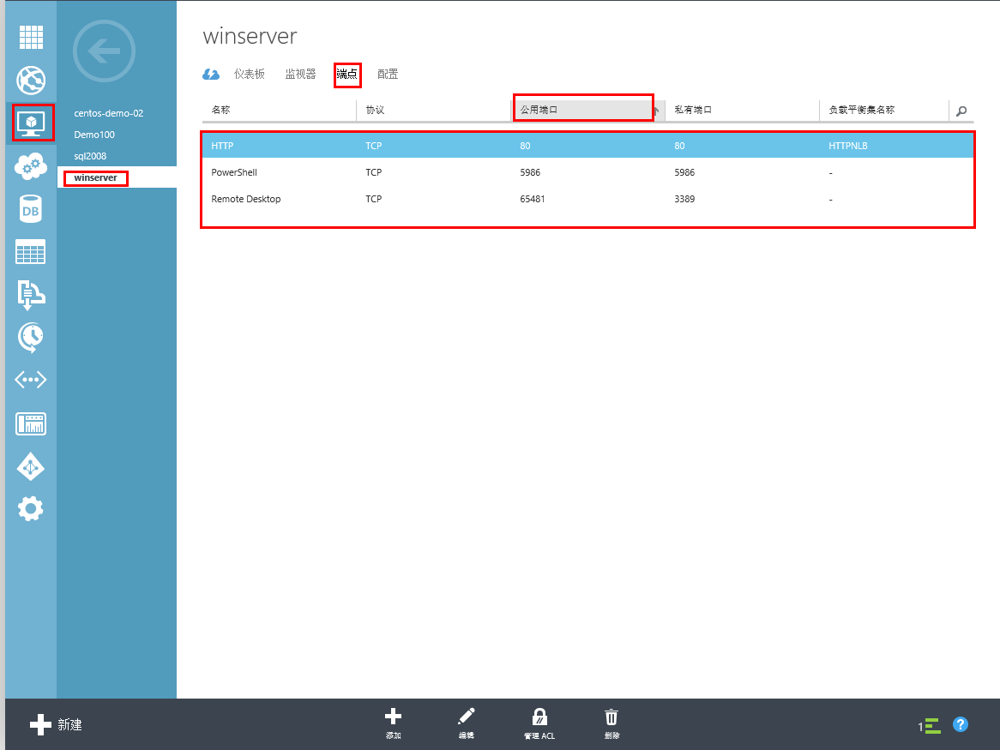 winserver
仪表板 监视器 端点 配置
centos-demo-02
Demo100
sql2008
winserver
名称 协议 公用端口 私有端口 负载平衡集名称
HTTP TCP 80 80 HTTPNLB
PowerShell TCP 5986 5986 -
Remote Desktop TCP 65481 3389 -
DB
新建
添加 编辑 管理 ACL 删除
1
?